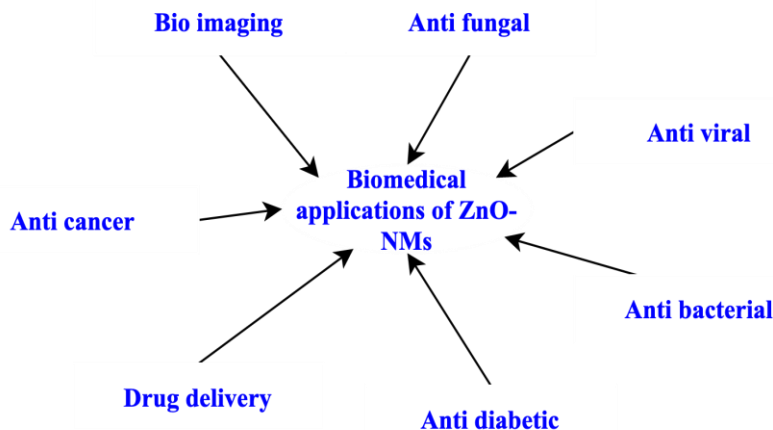 Bio imaging
Anti fungal
Anti viral
Biomedical
applications of ZnO-
NMs
Anti cancer
Anti bacterial
Drug delivery
Anti diabetic